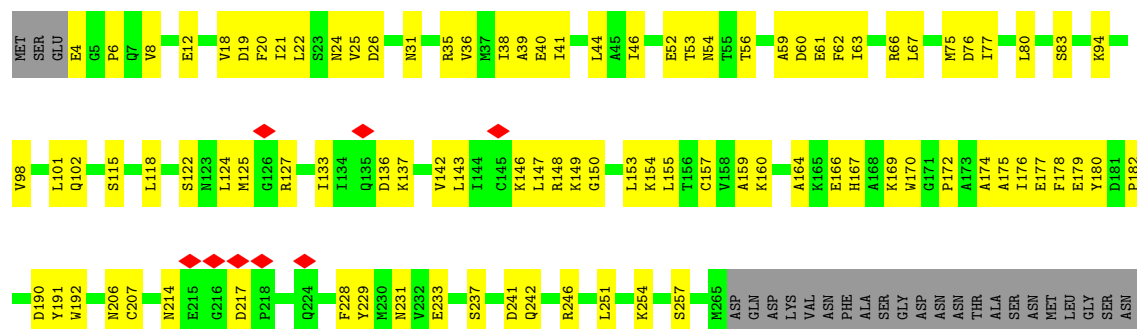 MET SER GLU E4 G5 P6 Q7 V8 E12 V18 D19 F20 I21 L22 S23 N24 V25 D26 N31 R35 V36 M37 I38 A39 E40 I41 L44 A45 I46 E52 T53 N54 T55 T56 A59 D60 E61 F62 I63 R66 L67 M75 D76 I77 L80 S83 K94
V98 L101 Q102 S115 L118 S122 N123 L124 M125 G126 R127 I133 I134 Q135 D136 K137 V142 L143 I144 C145 K146 L147 R148 K149 G150 L153 K154 L155 T156 C157 V158 A159 K160 A164 K165 E166 H167 A168 K169 W170 G171 P172 A173 A174 A175 I176 E177 F178 E179 Y180 D181 P182
D190 Y191 W192 N206 C207 N214 E215 G216 D217 P218 Q224 F228 Y229 M230 N231 V232 E233 S237 D241 Q242 R246 L251 K254 S257 M265 ASP GLN ASP LYS VAL ASN PHE ALA SER GLY ASP ASN ASN THR ALA SER ASN MET LEU GLY SER ASN